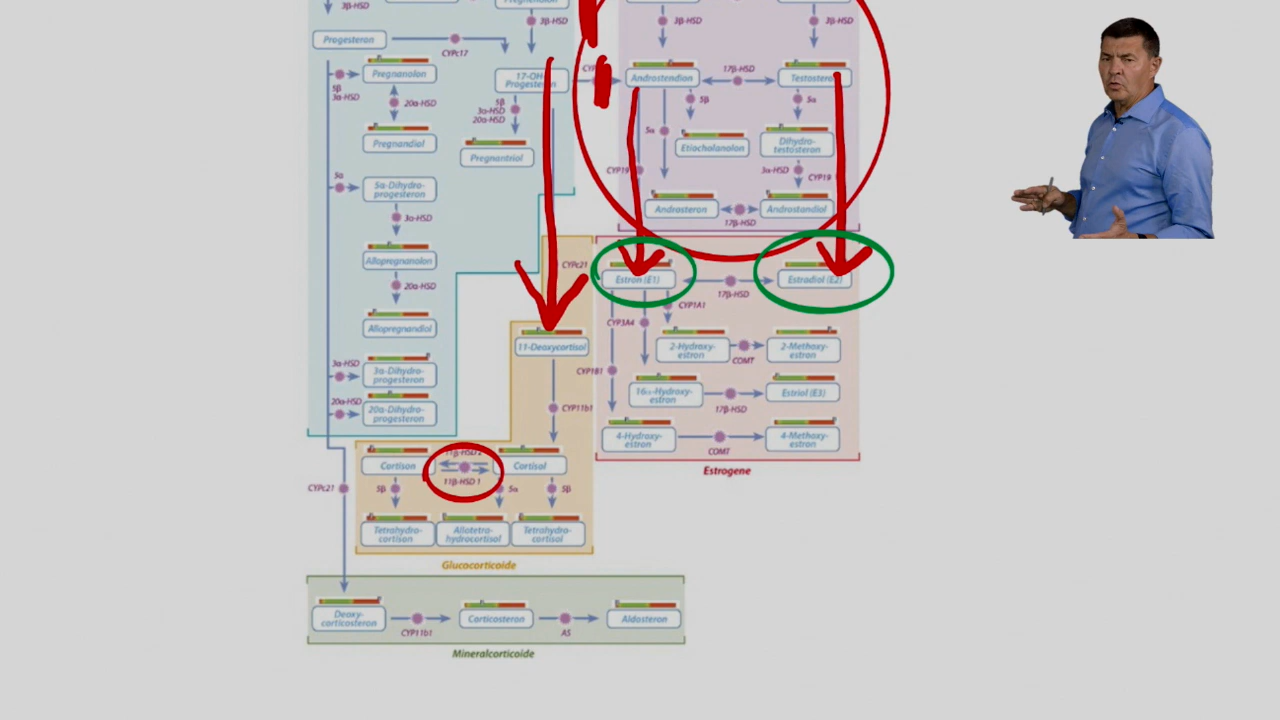 3β-HSD
3β-HSD
3β-HSD
3β-HSD
Progesteron
CYPc17
Pregnanolon
17-OH-
Progesteron
Androstendion
17β-HSD
Testosteron
5β
3α-HSD
20α-HSD
5β
3α-HSD
20α-HSD
5β
5α
Pregnandiol
Pregnantriol
5α
Etiocholanolon
Dihydro-
testosteron
CYP19
3α-HSD
CYP19
5α
5α-Dihydro-
progesteron
3α-HSD
Androsteron
17β-HSD
Androstandiol
Allopregnanolon
CYPc21
20α-HSD
Estron (E1)
17β-HSD
Estradiol (E2)
CYP1A1
CYP3A4
Allopregnandiol
11-Deoxycortisol
2-Hydroxy-
estron
COMT
2-Methoxy-
estron
3α-HSD
3α-Dihydro-
progesteron
CYP1B1
16α-Hydroxy-
estron
17β-HSD
Estriol (E3)
20α-HSD
20α-Dihydro-
progesteron
CYP11b1
4-Hydroxy-
estron
COMT
4-Methoxy-
estron
Estrogene
Cortison
11β-HSD 2
11β-HSD 1
Cortisol
CYPc21
5β
5α
5β
Tetrahydro-
cortison
Allotetra-
hydrocortisol
Tetrahydro-
cortisol
Glucocorticoide
Deoxy-
corticosteron
CYP11b1
Corticosteron
AS
Aldosteron
Mineralcorticoide